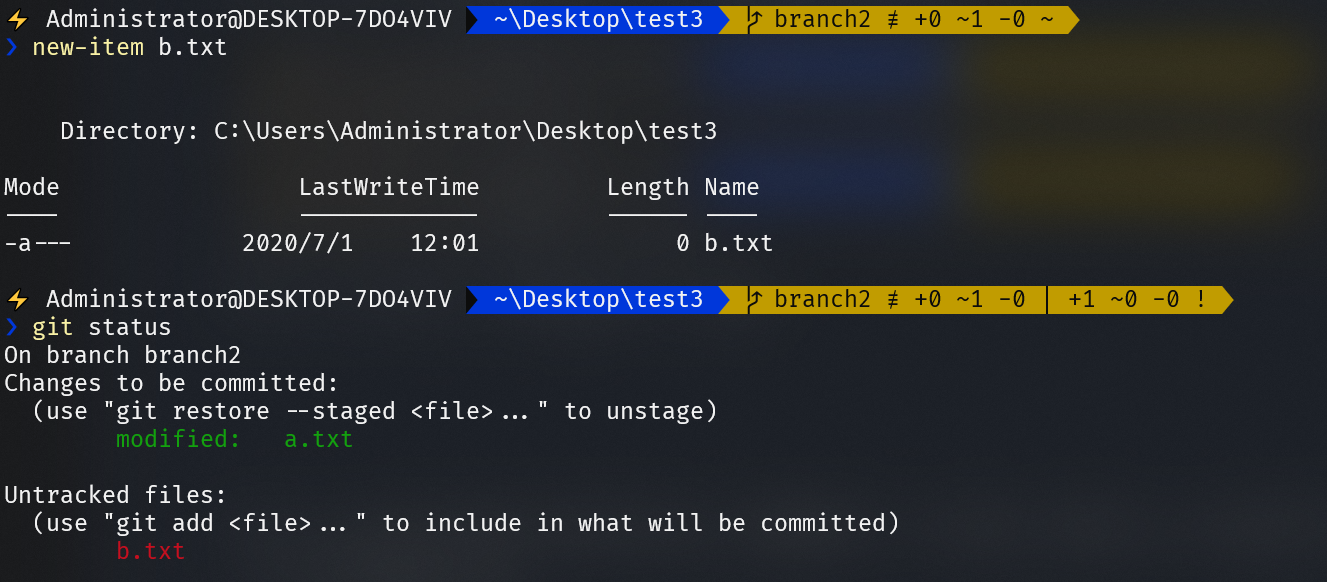 ⚡ Administrator@DESKTOP-7DO4VIV ~\Desktop\test3 branch2 ≢ +0 ~1 -0 ~
❯ new-item b.txt
Directory: C:\Users\Administrator\Desktop\test3
Mode LastWriteTime Length Name
---- ------------- ------ ----
-a--- 2020/7/1 12:01 0 b.txt
⚡ Administrator@DESKTOP-7DO4VIV ~\Desktop\test3 branch2 ≢ +0 ~1 -0 | +1 ~0 -0 !
❯ git status
On branch branch2
Changes to be committed:
(use "git restore --staged <file>..." to unstage)
modified: a.txt
Untracked files:
(use "git add <file>..." to include in what will be committed)
b.txt